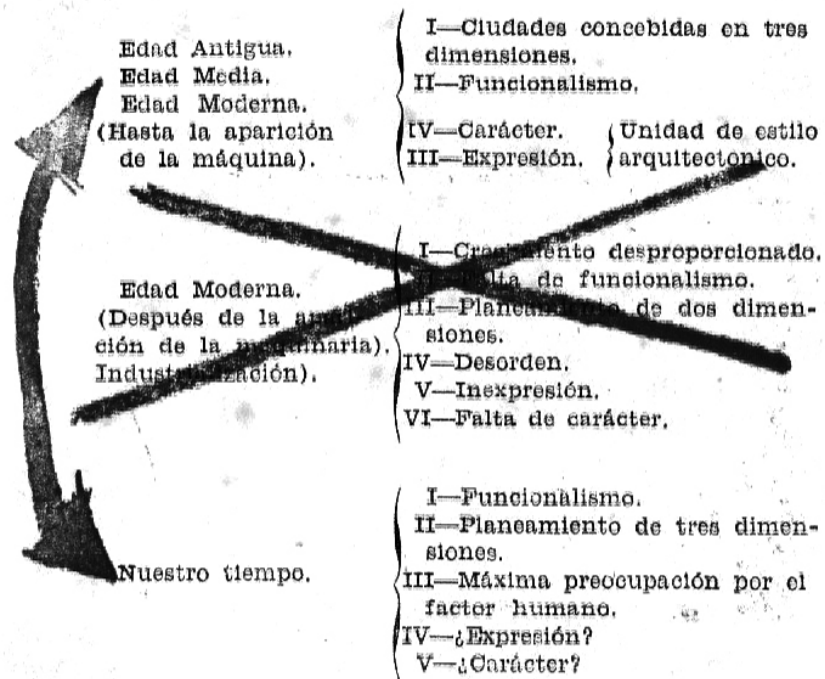 Edad Antigua.
Edad Media.
Edad Moderna.
(Hasta la aparición
de la máquina).
I—Ciudades concebidas en tres
dimensiones.
II—Funcionalismo.
IV—Carácter.
III—Expresión.
Unidad de estilo
arquitectonico.
Edad Moderna.
(Después de la
ción de la maquinaria).
Industrialización).
I—Crecimiento desproporcionado.
II—Falta de funcionalismo.
III—Planeamiento de dos dimen-
siones.
IV—Desorden.
V—Inexpresión.
VI—Falta de carácter.
Nuestro tiempo.
I—Funcionalismo.
II—Planeamiento de tres dimen-
siones.
III—Máxima preocupación por el
factor humano.
IV—¿Expresión?
V—¿Carácter?